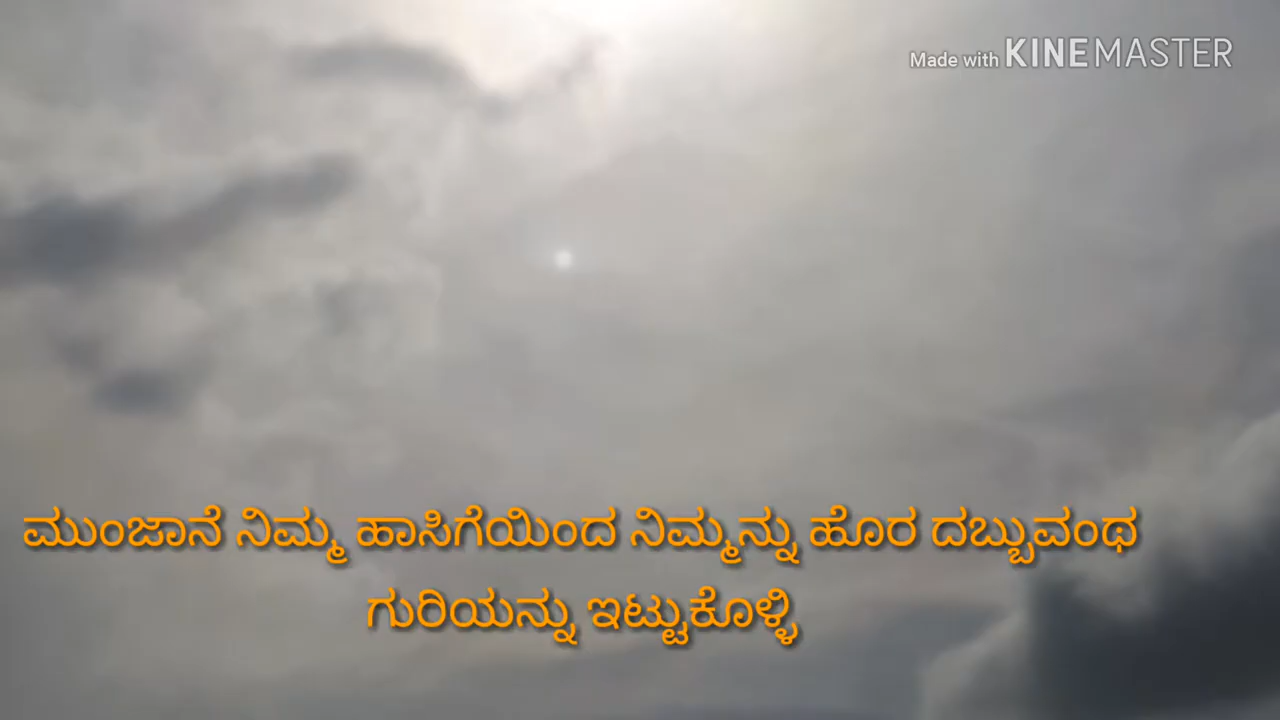 Made with KINEMASTER
ಮುಂಜಾನೆ ನಿಮ್ಮ ಹಾಸಿಗೆಯಿಂದ ನಿಮ್ಮನ್ನು ಹೊರ ದಬ್ಬುವಂಥ
ಗುರಿಯನ್ನು ಇಟ್ಟುಕೊಳ್ಳಿ